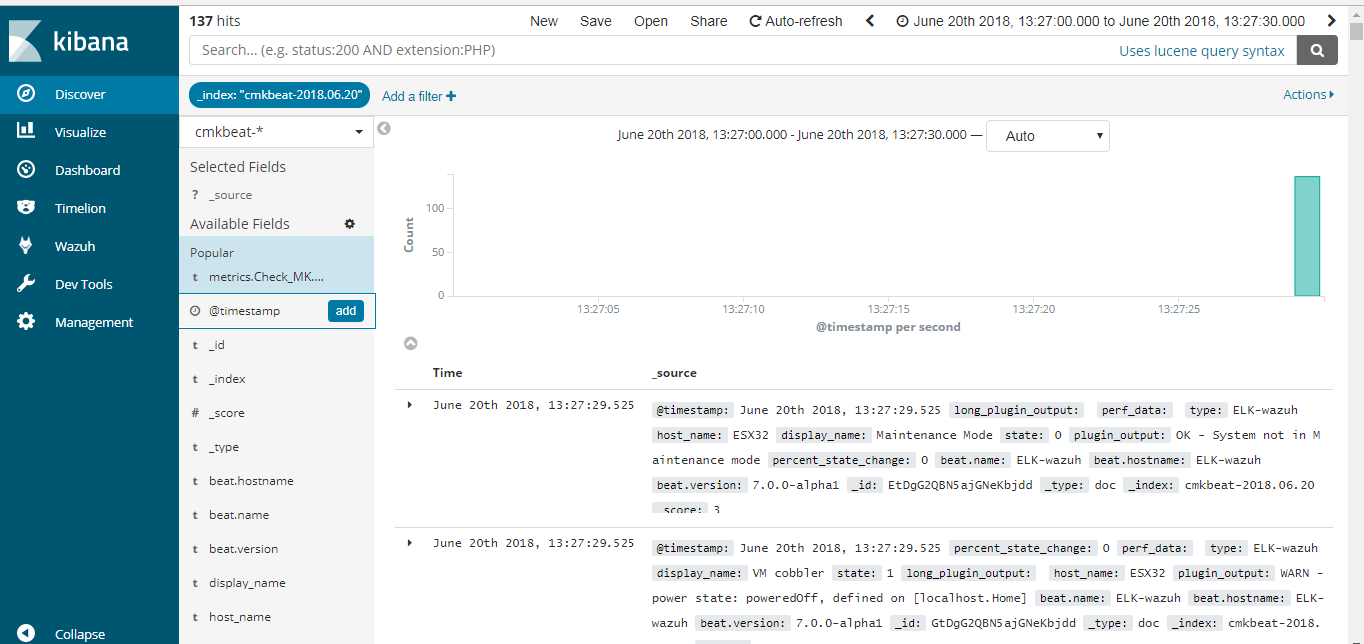 137 hits
New Save Open Share Auto-refresh June 20th 2018, 13:27:00.000 to June 20th 2018, 13:27:30.000
kibana
Search... (e.g. status:200 AND extension:PHP) Uses lucene query syntax
Discover
Visualize
Dashboard
Timelion
Wazuh
Dev Tools
Management
Collapse
_index: "cmkbeat-2018.06.20" Add a filter + Actions
cmkbeat-*
Selected Fields
? _source
Available Fields
Popular
t metrics.Check_MK....
@timestamp add
t _id
t _index
# _score
t _type
t beat.hostname
t beat.name
t beat.version
t display_name
t host_name
June 20th 2018, 13:27:00.000 - June 20th 2018, 13:27:30.000 — Auto
Count
100
50
0
13:27:05 13:27:10 13:27:15 13:27:20 13:27:25
@timestamp per second
Time _source
June 20th 2018, 13:27:29.525
@timestamp: June 20th 2018, 13:27:29.525 long_plugin_output: perf_data: type: ELK-wazuh
host_name: ESX32 display_name: Maintenance Mode state: 0 plugin_output: OK - System not in M
aintenance mode percent_state_change: 0 beat.name: ELK-wazuh beat.hostname: ELK-wazuh
beat.version: 7.0.0-alpha1 _id: EtDgG2QBN5ajGNeKbjdd _type: doc _index: cmkbeat-2018.06.20
_score: 3
June 20th 2018, 13:27:29.525
@timestamp: June 20th 2018, 13:27:29.525 percent_state_change: 0 perf_data: type: ELK-wazuh
display_name: VM cobbler state: 1 long_plugin_output: host_name: ESX32 plugin_output: WARN -
power state: poweredOff, defined on [localhost.Home] beat.name: ELK-wazuh beat.hostname: ELK-
wazuh beat.version: 7.0.0-alpha1 _id: GtDgG2QBN5ajGNeKbjdd _type: doc _index: cmkbeat-2018.